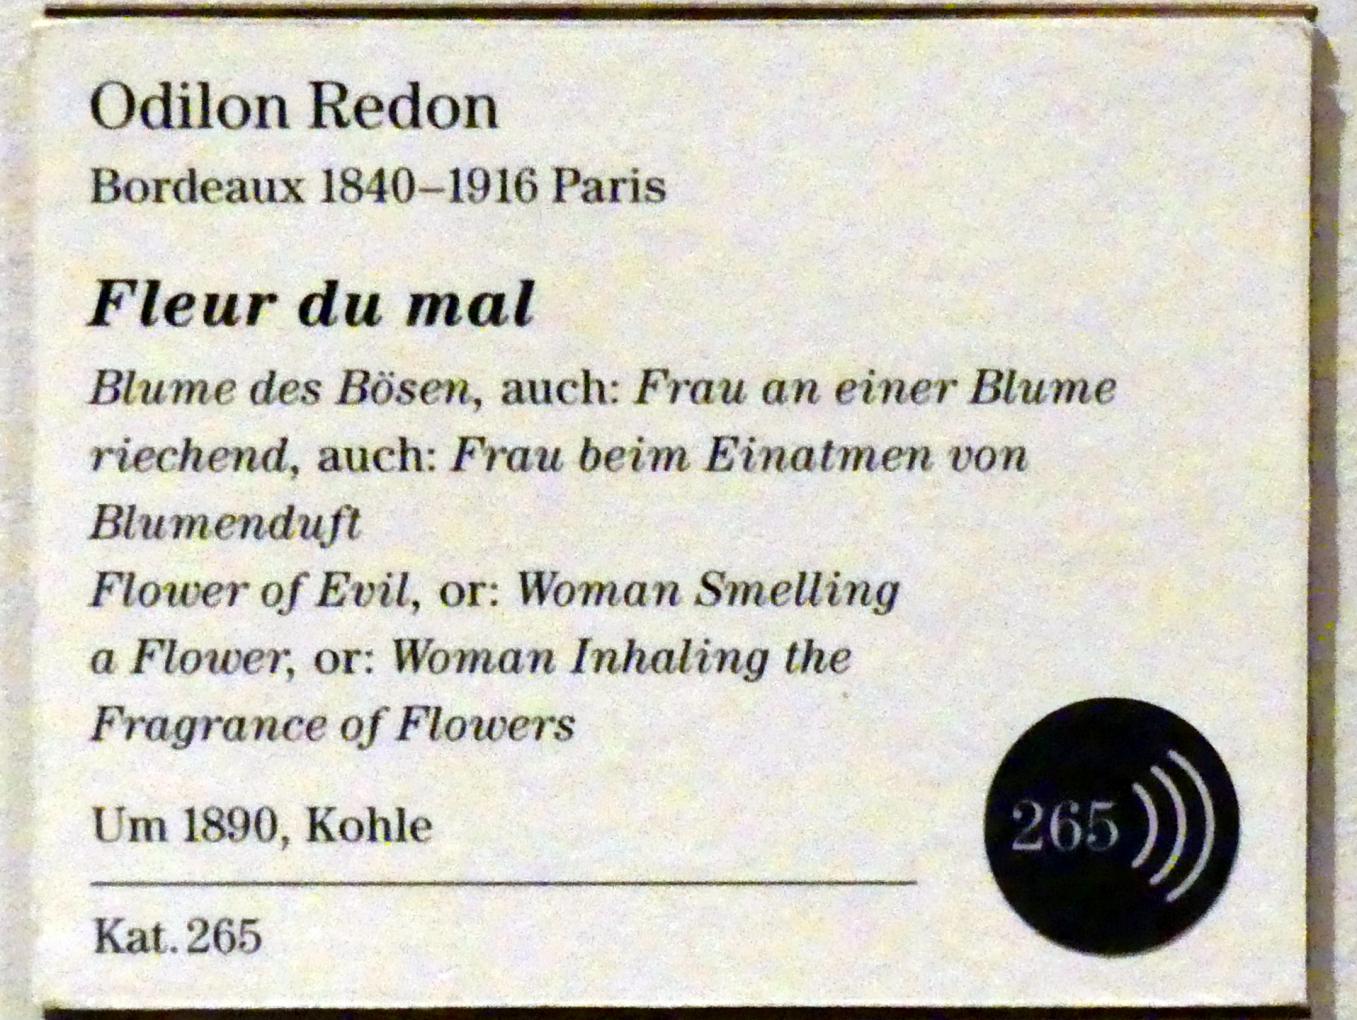 Odilon Redon
Bordeaux 1840–1916 Paris
Fleur du mal
Blume des Bösen, auch: Frau an einer Blume
riechend, auch: Frau beim Einatmen von
Blumenduft
Flower of Evil, or: Woman Smelling
a Flower, or: Woman Inhaling the
Fragrance of Flowers
Um 1890, Kohle
265
Kat. 265